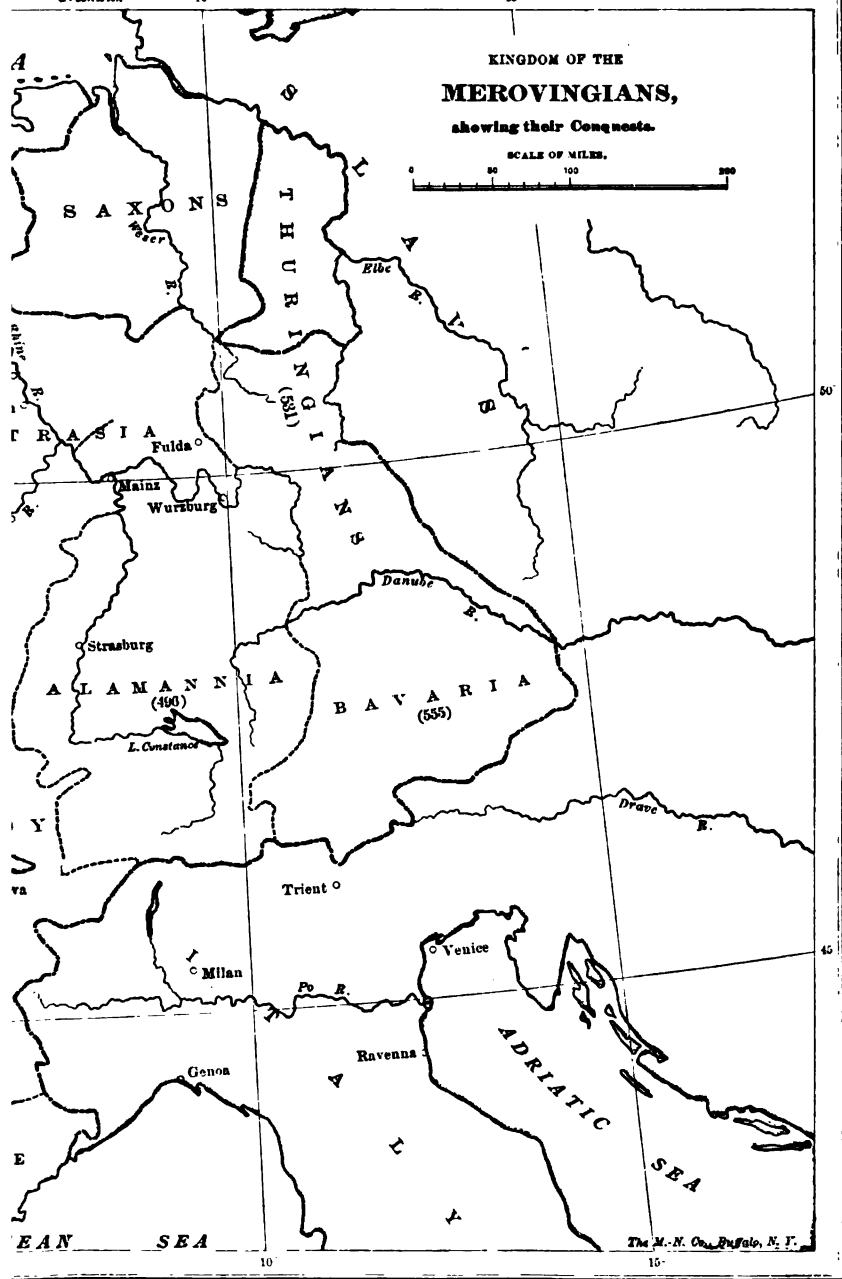 A
KINGDOM OF THE
MEROVINGIANS,
showing their Conquests.
SCALE OF MILES.
0 50 100 200
SLAVS
SAXONS
Weser
R.
THURINGIANS
(531)
Elbe
R.
50°
R.
TRASIA
Fulda
Mainz
R.
Wurzburg
Danube
R.
Strasburg
ALAMANNIA
(496)
BAVARIA
(555)
L. Constance
Y
Drave
R.
va
Trient
45
Venice
Milan
Po R.
ITALY
Ravenna
ADRIATIC
SEA
Genoa
E
EAN SEA
The M.-N. Co., Buffalo, N. Y.
10°
15°